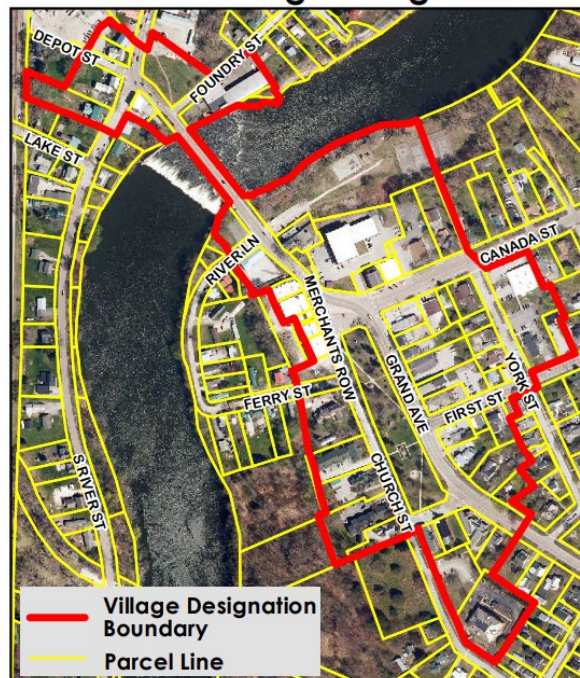 DEPOT ST
FOUNDRY ST
LAKE ST
RIVER LN
CANADA ST
MERCHANTS ROW
GRAND AVE
YORK ST
FERRY ST
FIRST ST
CHURCH ST
S RIVER ST
Village Designation
Boundary
Parcel Line